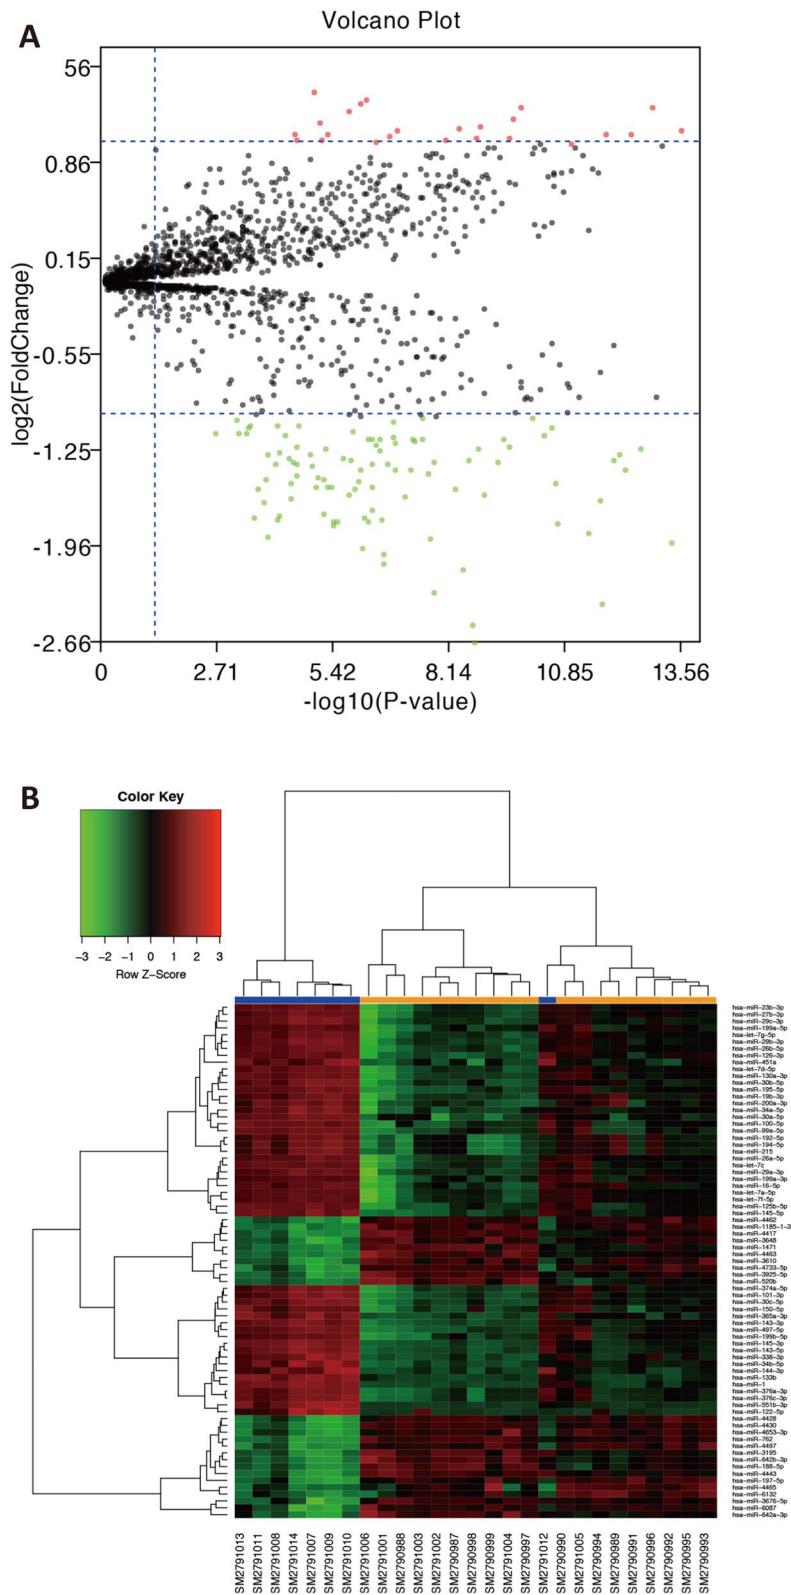 A
Volcano Plot
56
0.86
0.15
-0.55
-1.25
-1.96
-2.66
log2(FoldChange)
0 2.71 5.42 8.14 10.85 13.56
-log10(P-value)
B
Color Key
−3 −2 −1 0 1 2 3
Row Z−Score
hsa−miR−23b−3p
hsa−miR−27b−3p
hsa−miR−29c−3p
hsa−miR−199a−5p
hsa−let−7g−5p
hsa−miR−29b−3p
hsa−miR−26b−5p
hsa−miR−126−3p
hsa−miR−451a
hsa−let−7d−5p
hsa−miR−130a−3p
hsa−miR−30b−5p
hsa−miR−195−5p
hsa−miR−19b−3p
hsa−miR−200a−3p
hsa−miR−34a−5p
hsa−miR−30a−5p
hsa−miR−100−5p
hsa−miR−99a−5p
hsa−miR−192−5p
hsa−miR−194−5p
hsa−miR−215
hsa−miR−26a−5p
hsa−let−7c
hsa−miR−29a−3p
hsa−miR−199a−3p
hsa−miR−16−5p
hsa−let−7a−5p
hsa−let−7f−5p
hsa−miR−125b−5p
hsa−miR−145−5p
hsa−miR−4462
hsa−miR−1185−1−3
hsa−miR−4417
hsa−miR−3648
hsa−miR−1471
hsa−miR−4463
hsa−miR−3610
hsa−miR−4733−5p
hsa−miR−3925−5p
hsa−miR−520b
hsa−miR−374a−5p
hsa−miR−101−3p
hsa−miR−30c−5p
hsa−miR−150−5p
hsa−miR−365a−3p
hsa−miR−143−3p
hsa−miR−497−5p
hsa−miR−199b−5p
hsa−miR−145−3p
hsa−miR−143−5p
hsa−miR−338−3p
hsa−miR−34b−5p
hsa−miR−144−3p
hsa−miR−133b
hsa−miR−1
hsa−miR−376a−3p
hsa−miR−376c−3p
hsa−miR−551b−3p
hsa−miR−122−5p
hsa−miR−4428
hsa−miR−4430
hsa−miR−4653−3p
hsa−miR−762
hsa−miR−4497
hsa−miR−3195
hsa−miR−642b−3p
hsa−miR−188−5p
hsa−miR−4443
hsa−miR−197−5p
hsa−miR−4465
hsa−miR−6132
hsa−miR−3676−5p
hsa−miR−6087
hsa−miR−642a−3p
SM2791013
SM2791011
SM2791008
SM2791014
SM2791007
SM2791009
SM2791010
SM2791006
SM2791001
SM2790988
SM2791003
SM2791002
SM2790987
SM2790998
SM2790999
SM2791004
SM2790997
SM2791012
SM2790990
SM2791005
SM2790994
SM2790989
SM2790991
SM2790996
SM2790992
SM2790995
SM2790993